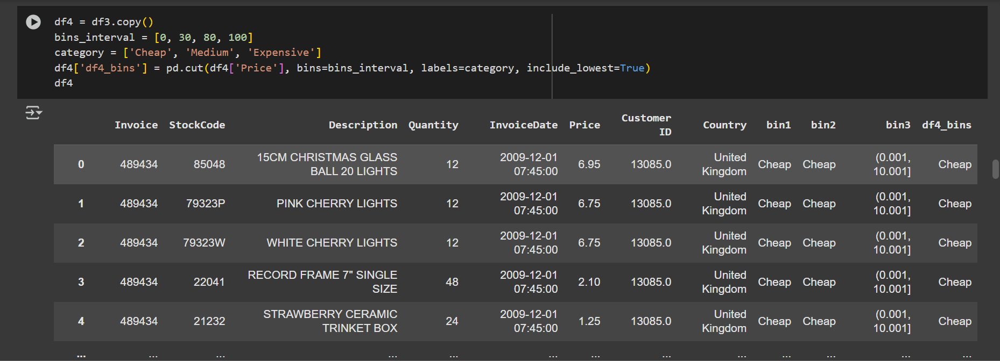 df4 = df3.copy()
bins_interval = [0, 30, 80, 100]
category = ['Cheap', 'Medium', 'Expensive']
df4['df4_bins'] = pd.cut(df4['Price'], bins=bins_interval, labels=category, include_lowest=True)
df4
Invoice StockCode Description Quantity InvoiceDate Price Customer ID Country bin1 bin2 bin3 df4_bins
0 489434 85048 15CM CHRISTMAS GLASS BALL 20 LIGHTS 12 2009-12-01 07:45:00 6.95 13085.0 United Kingdom Cheap Cheap (0.001, 10.001] Cheap
1 489434 79323P PINK CHERRY LIGHTS 12 2009-12-01 07:45:00 6.75 13085.0 United Kingdom Cheap Cheap (0.001, 10.001] Cheap
2 489434 79323W WHITE CHERRY LIGHTS 12 2009-12-01 07:45:00 6.75 13085.0 United Kingdom Cheap Cheap (0.001, 10.001] Cheap
3 489434 22041 RECORD FRAME 7" SINGLE SIZE 48 2009-12-01 07:45:00 2.10 13085.0 United Kingdom Cheap Cheap (0.001, 10.001] Cheap
4 489434 21232 STRAWBERRY CERAMIC TRINKET BOX 24 2009-12-01 07:45:00 1.25 13085.0 United Kingdom Cheap Cheap (0.001, 10.001] Cheap
... ... ... ... ... ... ... ... ... ... ... ... ...